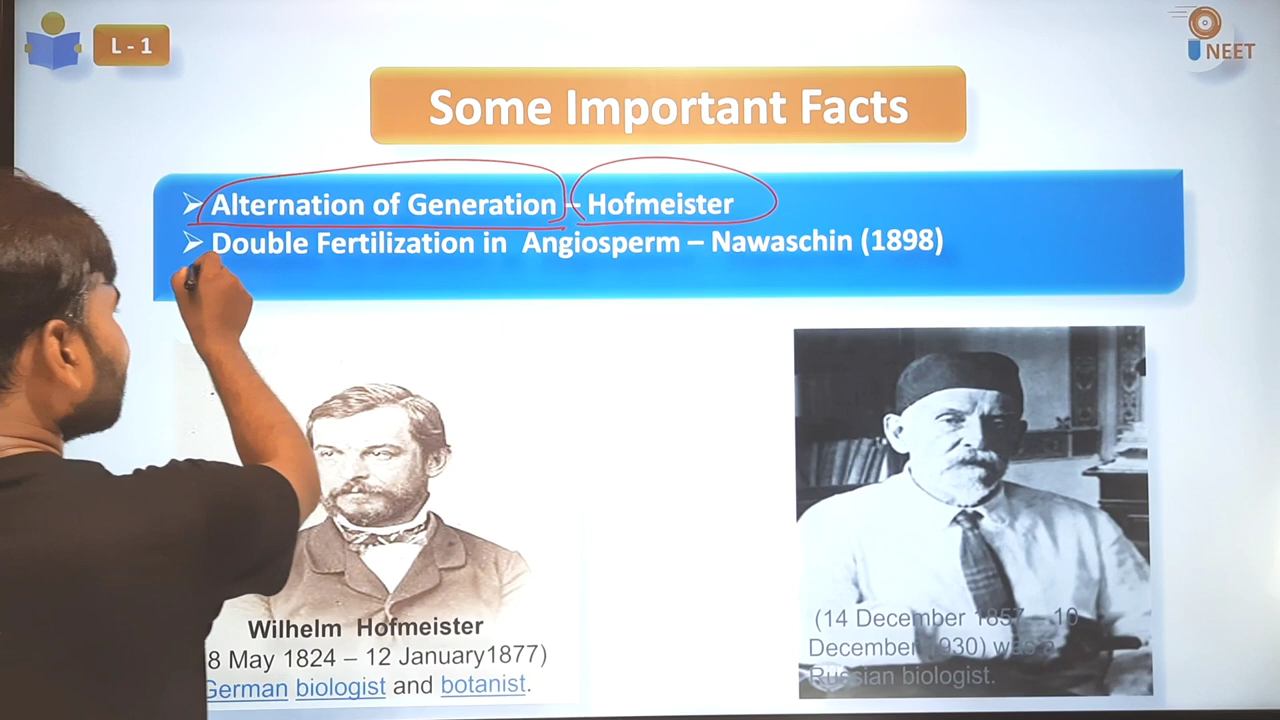 L - 1
NEET
Some Important Facts
➢ Alternation of Generation – Hofmeister
➢ Double Fertilization in Angiosperm – Nawaschin (1898)
Wilhelm Hofmeister
8 May 1824 – 12 January1877)
German biologist and botanist.
(14 December 1857 – 10
December 1930) was a
Russian biologist.